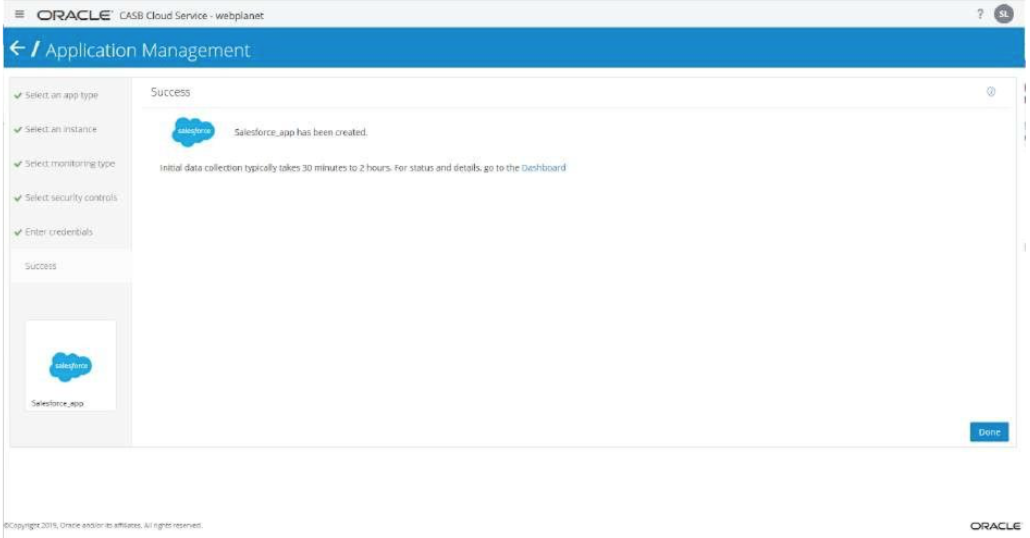 ≡ ORACLE CASB Cloud Service - webplanet ? SL
← / Application Management
✔ Select an app type
✔ Select an instance
✔ Select monitoring type
✔ Select security controls
✔ Enter credentials
Success
salesforce
Salesforce_app
Success
salesforce Salesforce_app has been created.
Initial data collection typically takes 30 minutes to 2 hours. For status and details, go to the Dashboard
Done
©Copyright 2019, Oracle and/or its affiliates. All rights reserved.
ORACLE